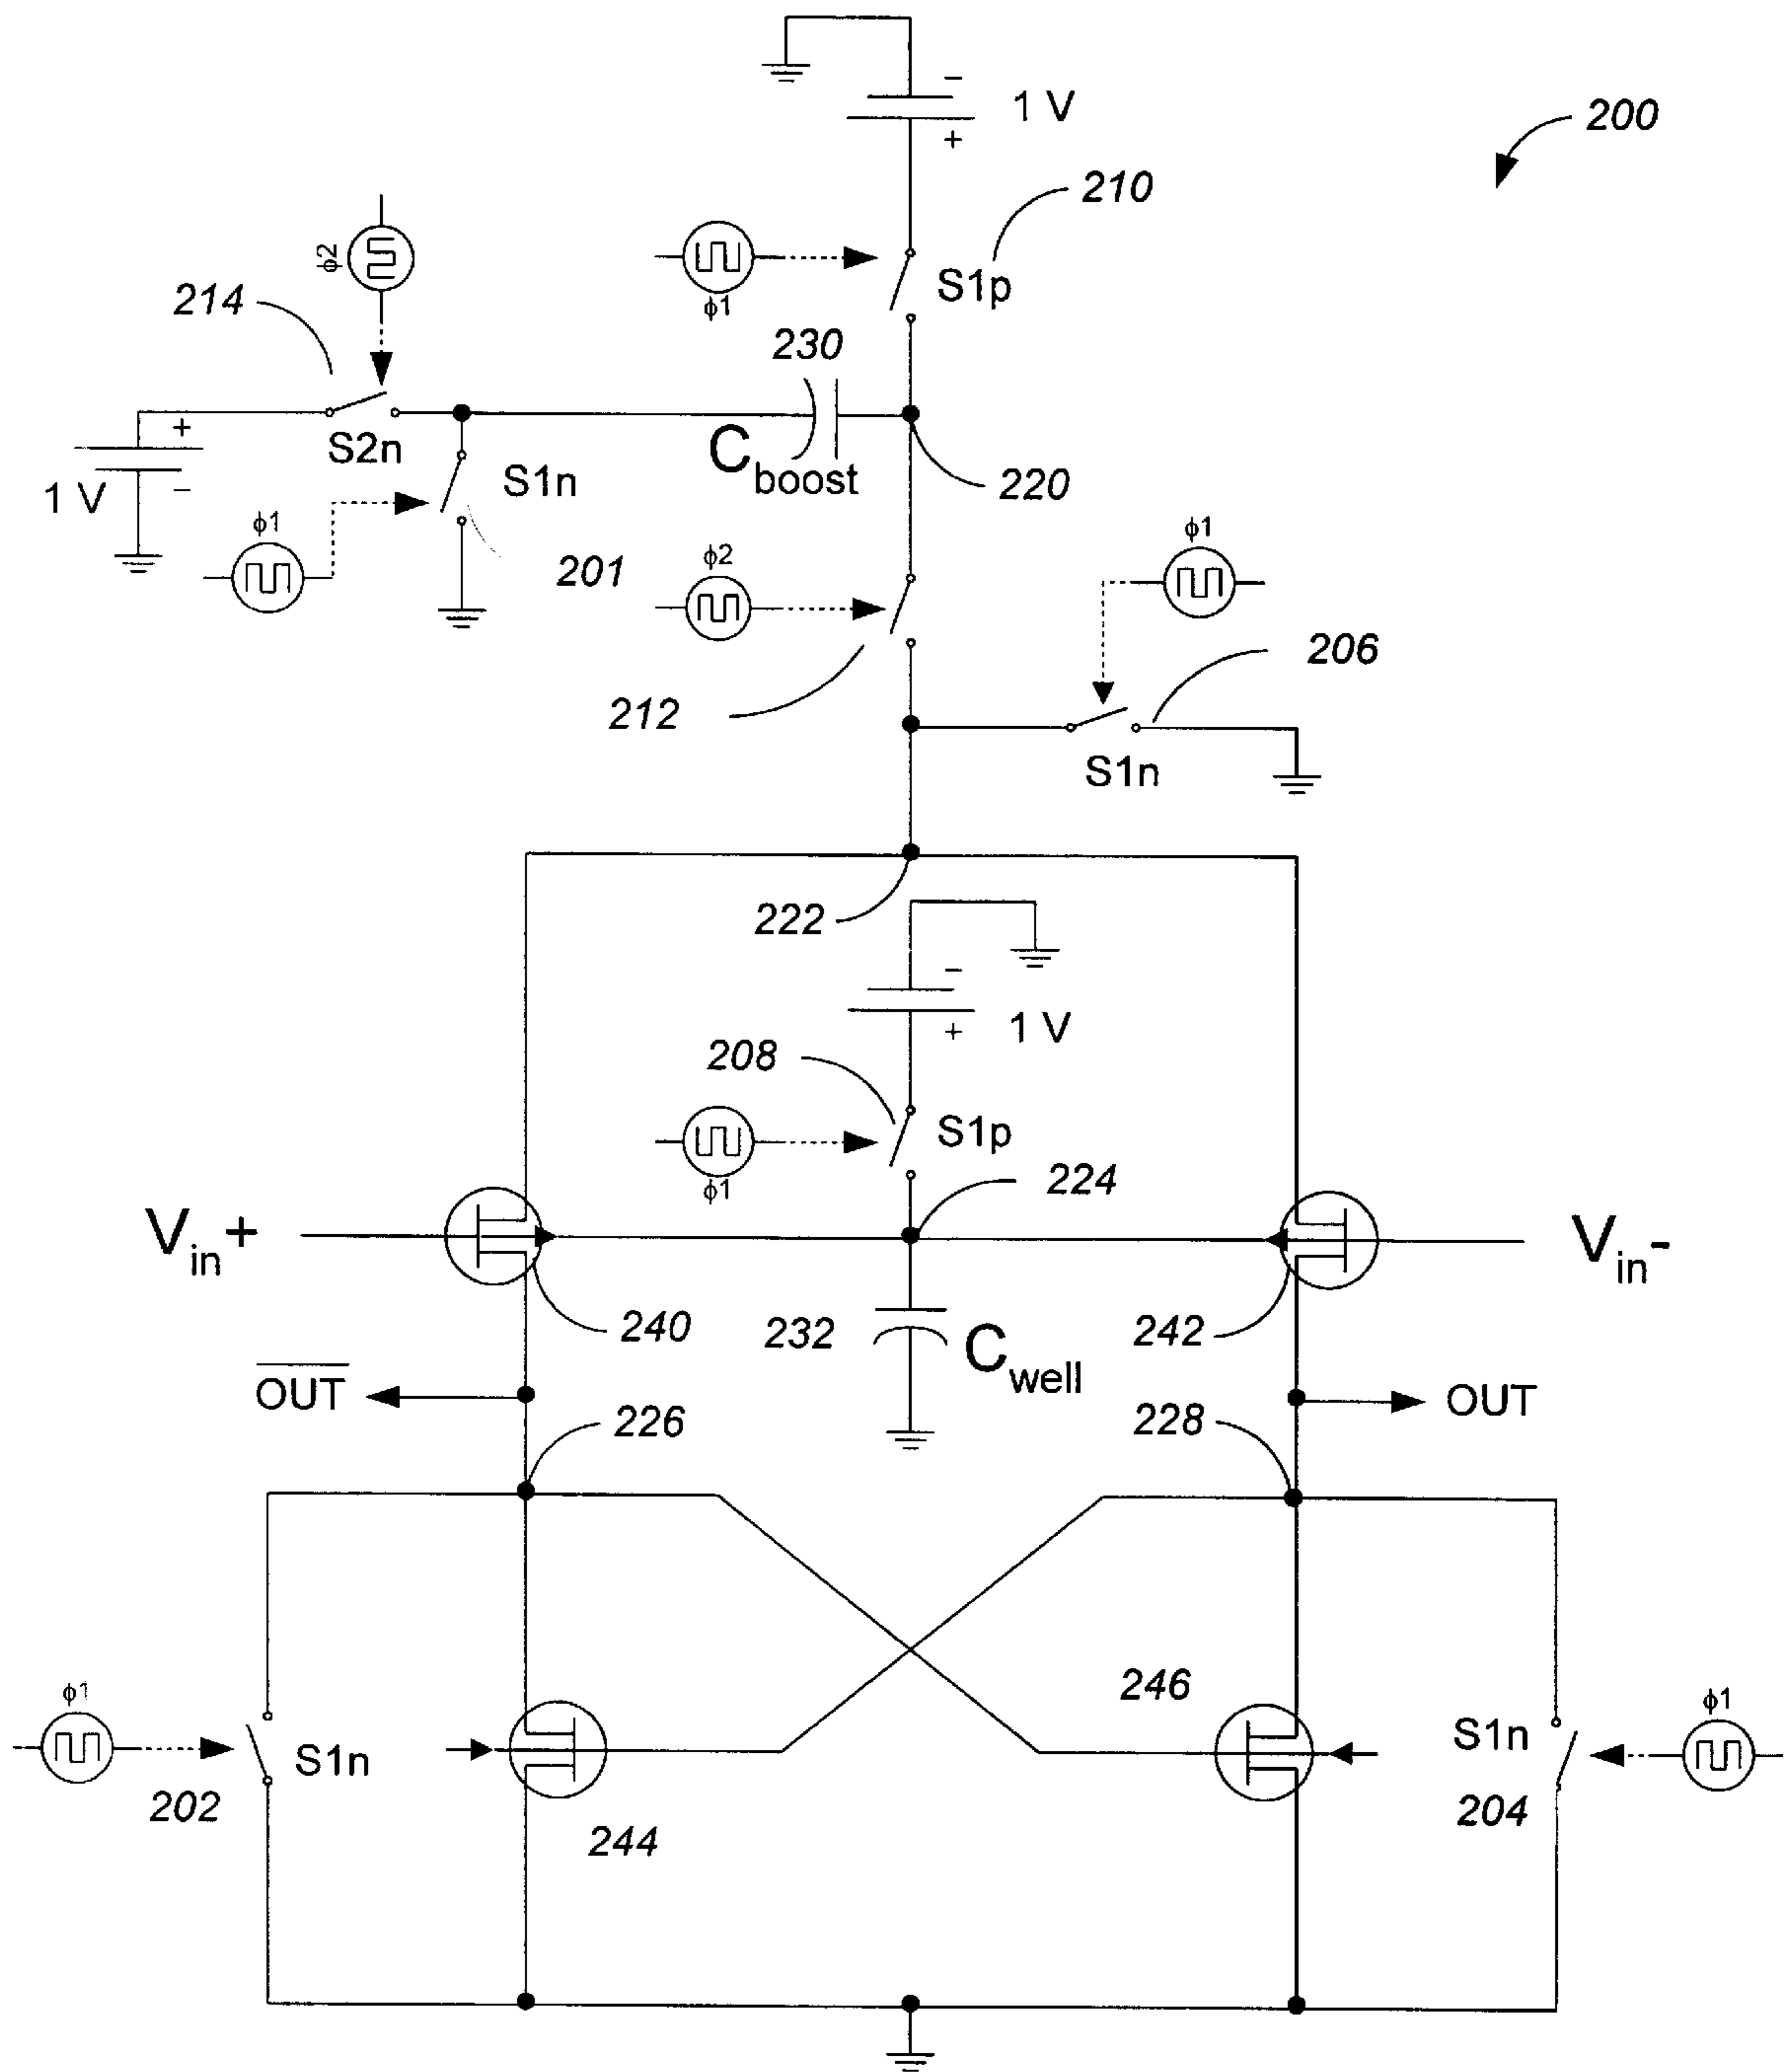 −
1 V
200
+
210
φ2
S1p
214
φ1
230
+
S2n
S1n
C boost
220
1 V
−
φ1
φ1
201
φ2
206
212
S1n
222
−
1 V
+
208
S1p
224
φ1
Vin+
Vin-
240
232
242
Cwell
OUT
OUT
226
228
246
φ1
φ1
S1n
S1n
202
204
244